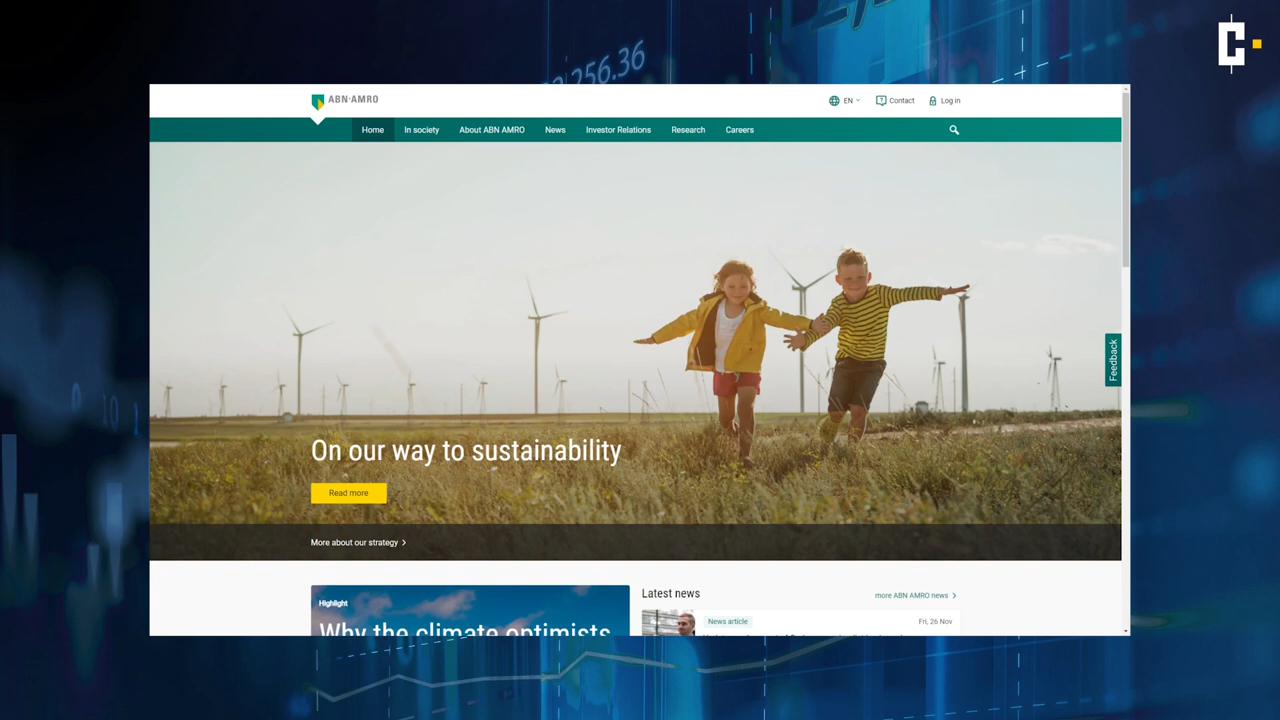 256.36
ABN·AMRO
EN
Contact
Log in
Home
In society
About ABN AMRO
News
Investor Relations
Research
Careers
Feedback
On our way to sustainability
Read more
More about our strategy
Highlight
Why the climate optimists
Latest news
more ABN AMRO news
News article
Fri, 26 Nov